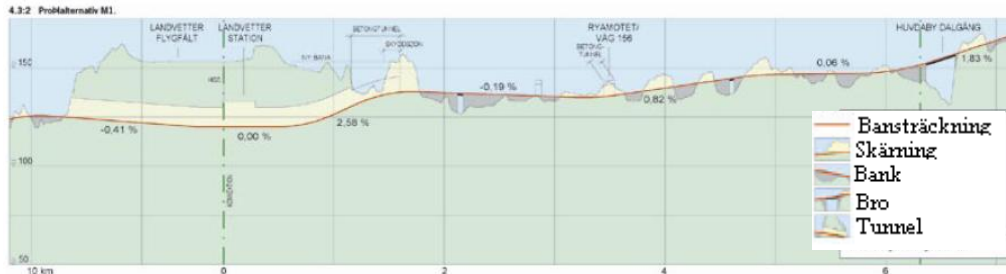 4.3:2 Profilalternativ M1.
LANDVETTER
FLYGFÄLT
LANDVETTER
STATION
BETONGTUNNEL
NY BANA
RYAMOTET/
VÄG 156
BETONG-
TUNNEL
HUVDABY DALGÅNG
150
-0,41 %
0,00 %
2,58 %
-0,19 %
0,82 %
0,06 %
1,83 %
100
50
10 km
0
2
4
6
Bansträckning
Skärning
Bank
Bro
Tunnel